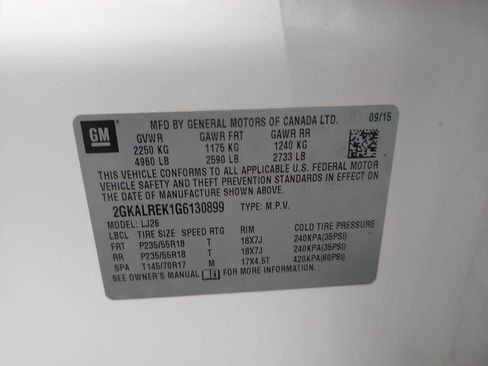 GM
MFD BY GENERAL MOTORS OF CANADA LTD. 09/15
GVWR GAWR FRT GAWR RR
2250 KG 1175 KG 1240 KG
4960 LB 2590 LB 2733 LB
THIS VEHICLE CONFORMS TO ALL APPLICABLE U.S. FEDERAL MOTOR
VEHICLE SAFETY AND THEFT PREVENTION STANDARDS IN EFFECT ON
THE DATE OF MANUFACTURE SHOWN ABOVE.
2GKALREK1G6130899 TYPE: M.P.V.
MODEL: LJ26
LBCL TIRE SIZE SPEED RTG RIM COLD TIRE PRESSURE
FRT P235/55R18 T 18X7J 240KPA(35PSI)
RR P235/55R18 T 18X7J 240KPA(35PSI)
SPA T145/70R17 M 17X4.5T 420KPA(60PSI)
SEE OWNER'S MANUAL FOR MORE INFORMATION.